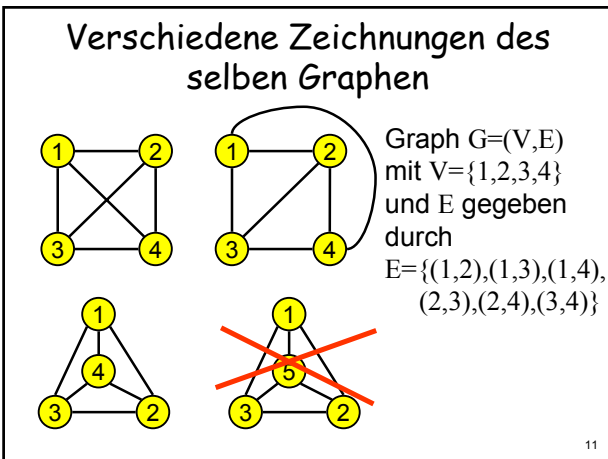 Verschiedene Zeichnungen des
selben Graphen
1 2
3 4
1 2
3 4
Graph G=(V,E)
mit V={1,2,3,4}
und E gegeben
durch
E={(1,2),(1,3),(1,4),
(2,3),(2,4),(3,4)}
1
4
3 2
1
5
3 2
11